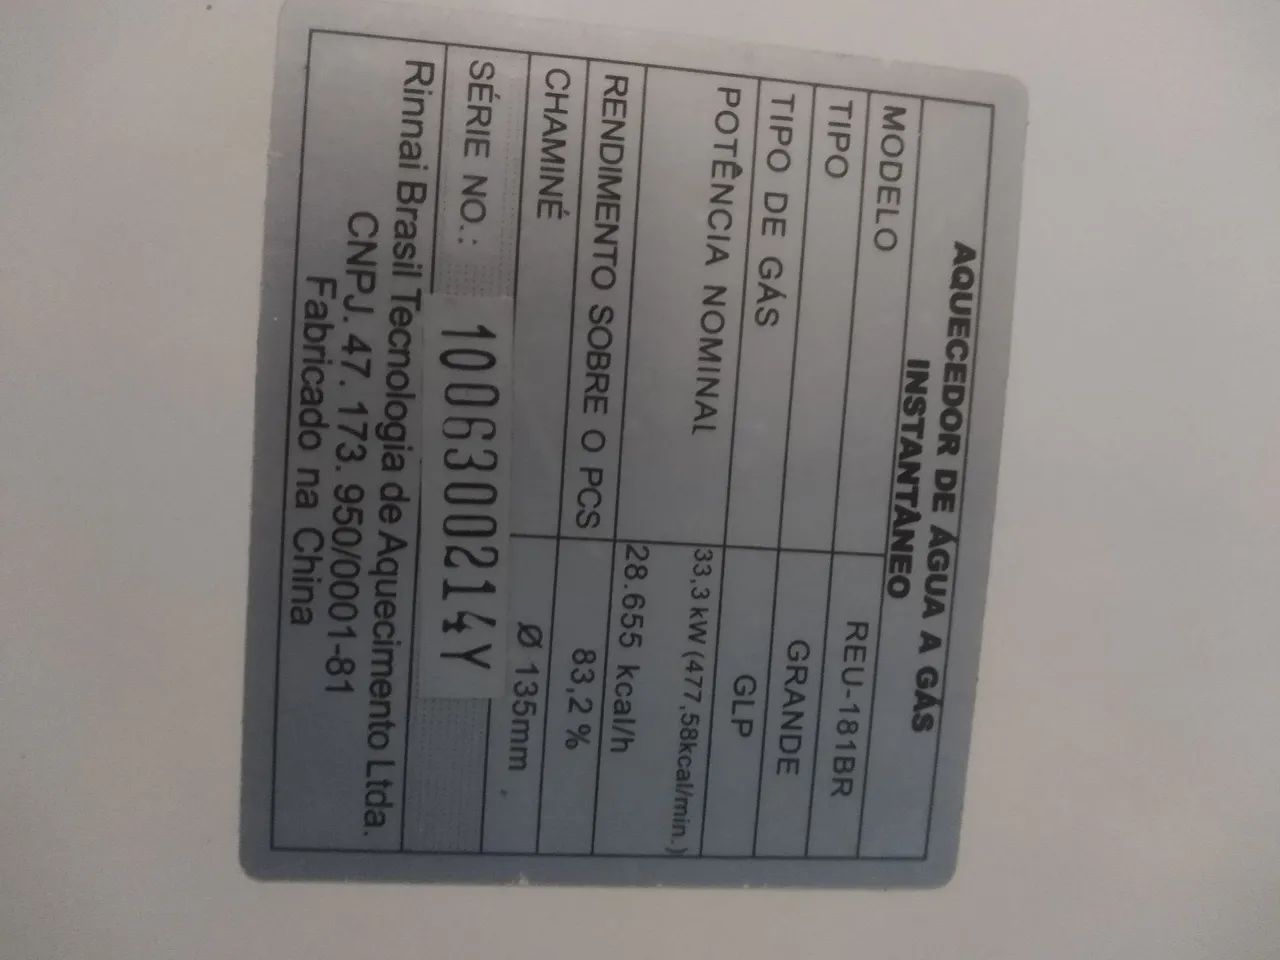 AQUECEDOR DE ÁGUA A GÁS
INSTANTÂNEO
MODELO REU-181BR
TIPO GRANDE
TIPO DE GÁS GLP
POTÊNCIA NOMINAL 33,3 kW (477,58kcal/min.)
28.655 kcal/h
RENDIMENTO SOBRE O PCS 83,2 %
CHAMINÉ Ø 135mm
SÉRIE NO.: 1006300214Y
Rinnai Brasil Tecnologia de Aquecimento Ltda.
CNPJ. 47. 173. 950/0001-81
Fabricado na China